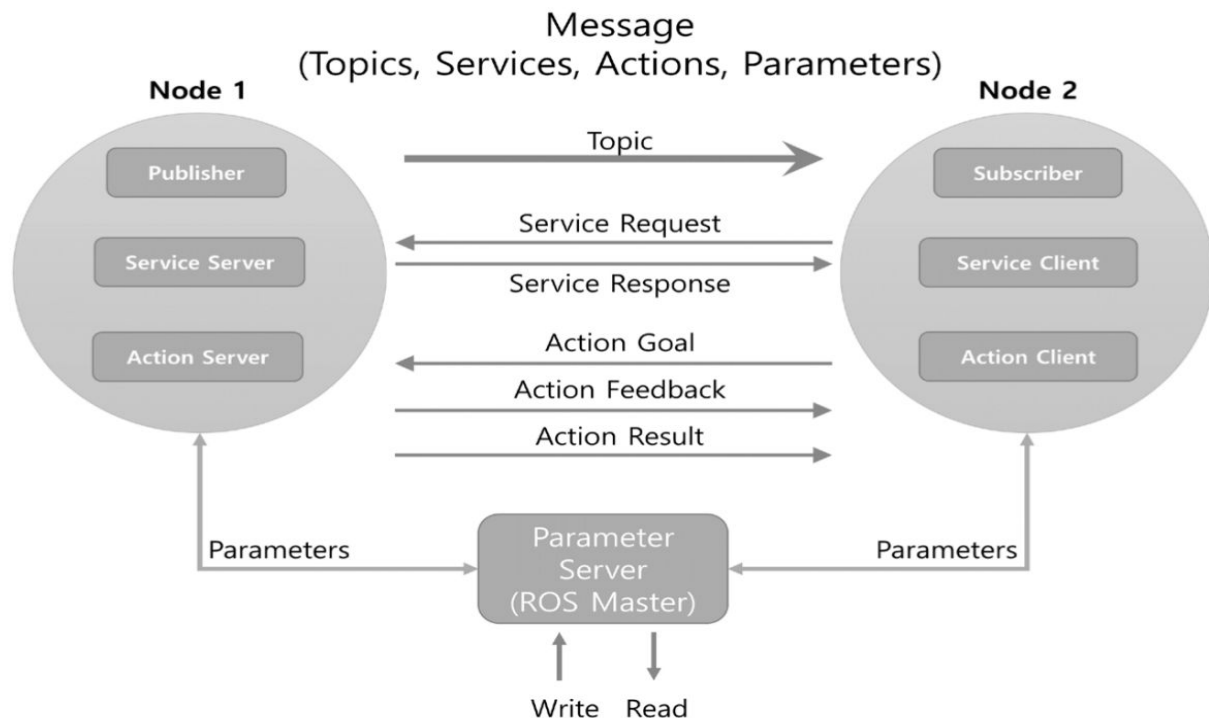 Message
(Topics, Services, Actions, Parameters)
Node 1
Node 2
Topic
Publisher
Subscriber
Service Request
Service Server
Service Client
Service Response
Action Goal
Action Server
Action Client
Action Feedback
Action Result
Parameters
Parameter
Server
(ROS Master)
Parameters
Write
Read